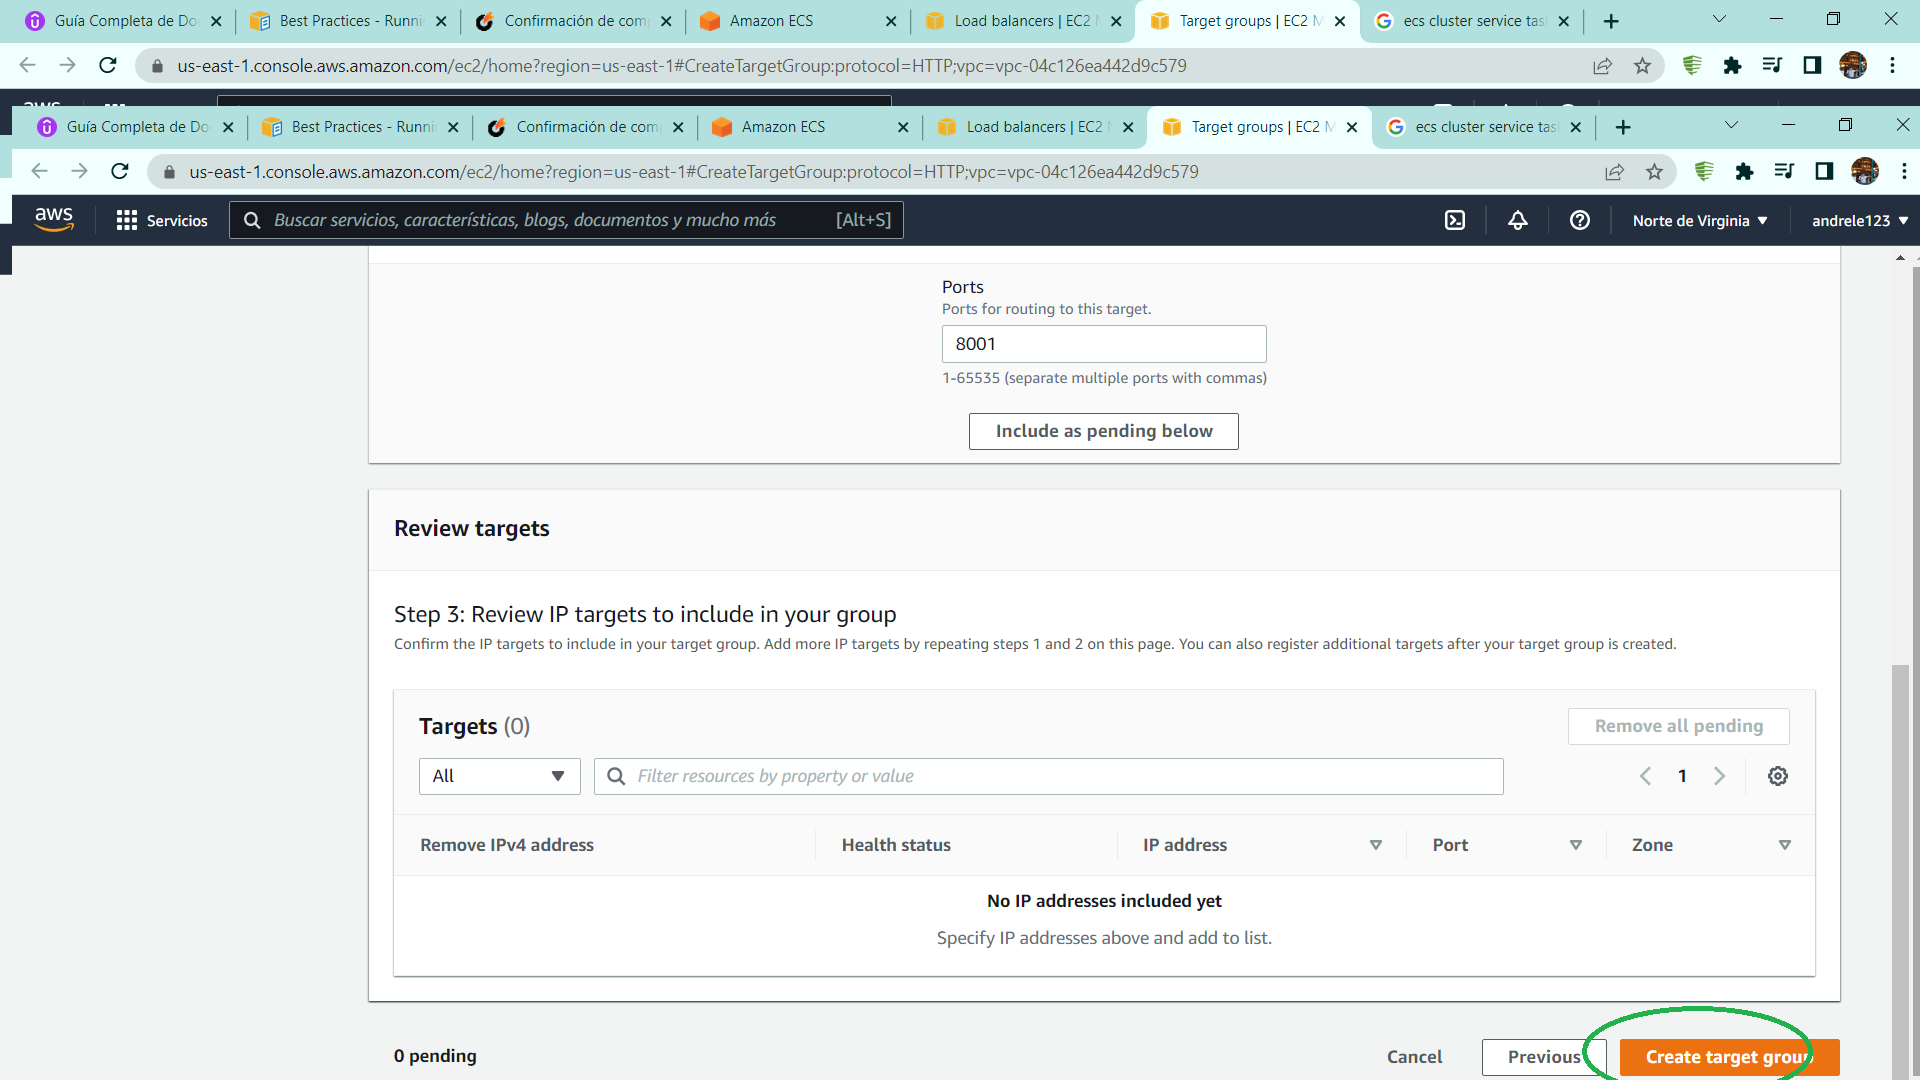 Guía Completa de Do
Best Practices - Runni
Confirmación de com
Amazon ECS
Load balancers | EC2
Target groups | EC2 M
ecs cluster service tas
us-east-1.console.aws.amazon.com/ec2/home?region=us-east-1#CreateTargetGroup:protocol=HTTP;vpc=vpc-04c126ea442d9c579
Guía Completa de Do
Best Practices - Runni
Confirmación de com
Amazon ECS
Load balancers | EC2
Target groups | EC2 M
ecs cluster service tas
us-east-1.console.aws.amazon.com/ec2/home?region=us-east-1#CreateTargetGroup:protocol=HTTP;vpc=vpc-04c126ea442d9c579
aws
Servicios
Buscar servicios, características, blogs, documentos y mucho más [Alt+S]
Norte de Virginia
andrele123
Ports
Ports for routing to this target.
8001
1-65535 (separate multiple ports with commas)
Include as pending below
Review targets
Step 3: Review IP targets to include in your group
Confirm the IP targets to include in your target group. Add more IP targets by repeating steps 1 and 2 on this page. You can also register additional targets after your target group is created.
Targets (0)
Remove all pending
All
Filter resources by property or value
1
Remove IPv4 address
Health status
IP address
Port
Zone
No IP addresses included yet
Specify IP addresses above and add to list.
0 pending
Cancel
Previous
Create target group